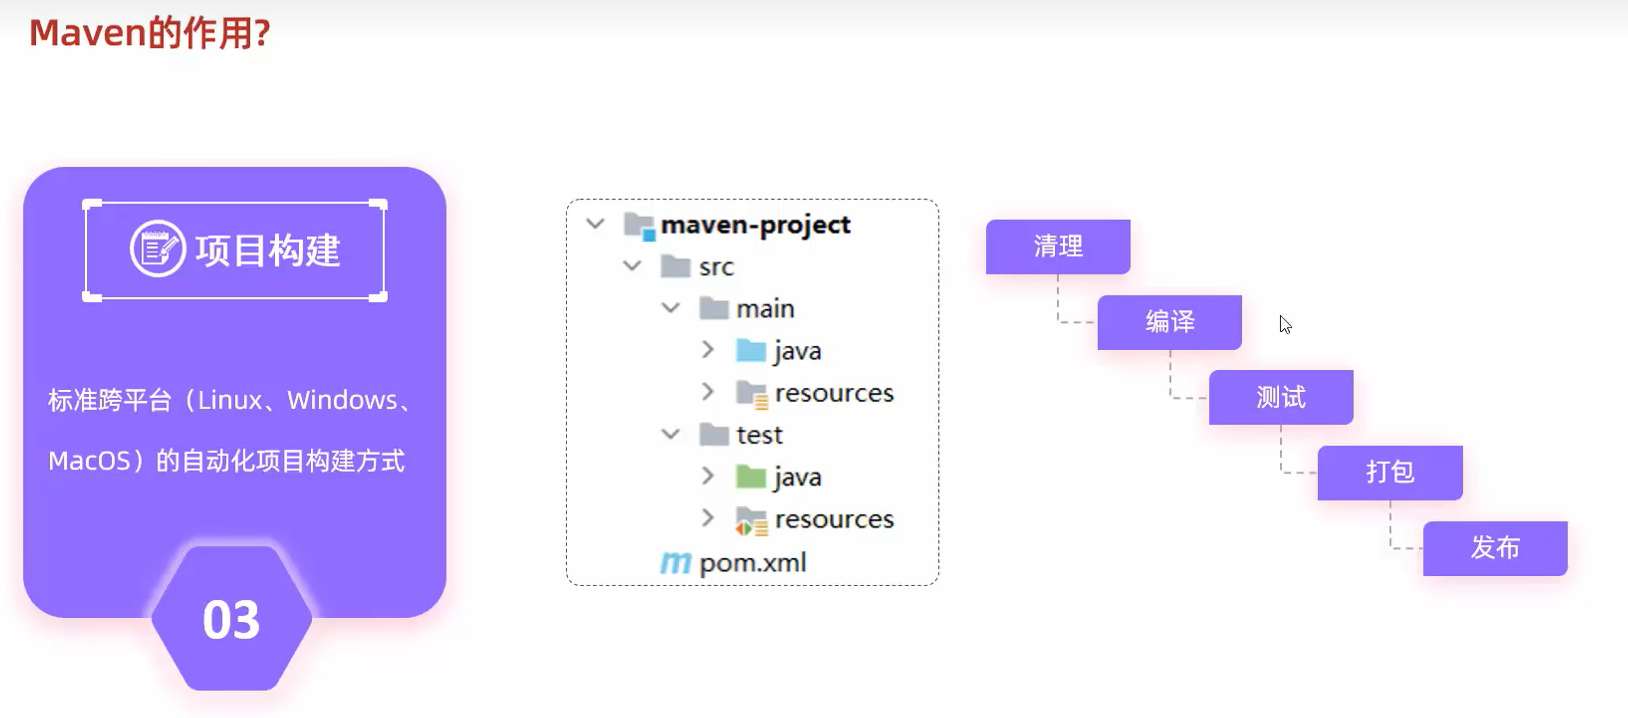 Maven的作用?
项目构建
标准跨平台（Linux、Windows、
MacOS）的自动化项目构建方式
03
maven-project
src
main
java
resources
test
java
resources
pom.xml
清理
编译
测试
打包
发布